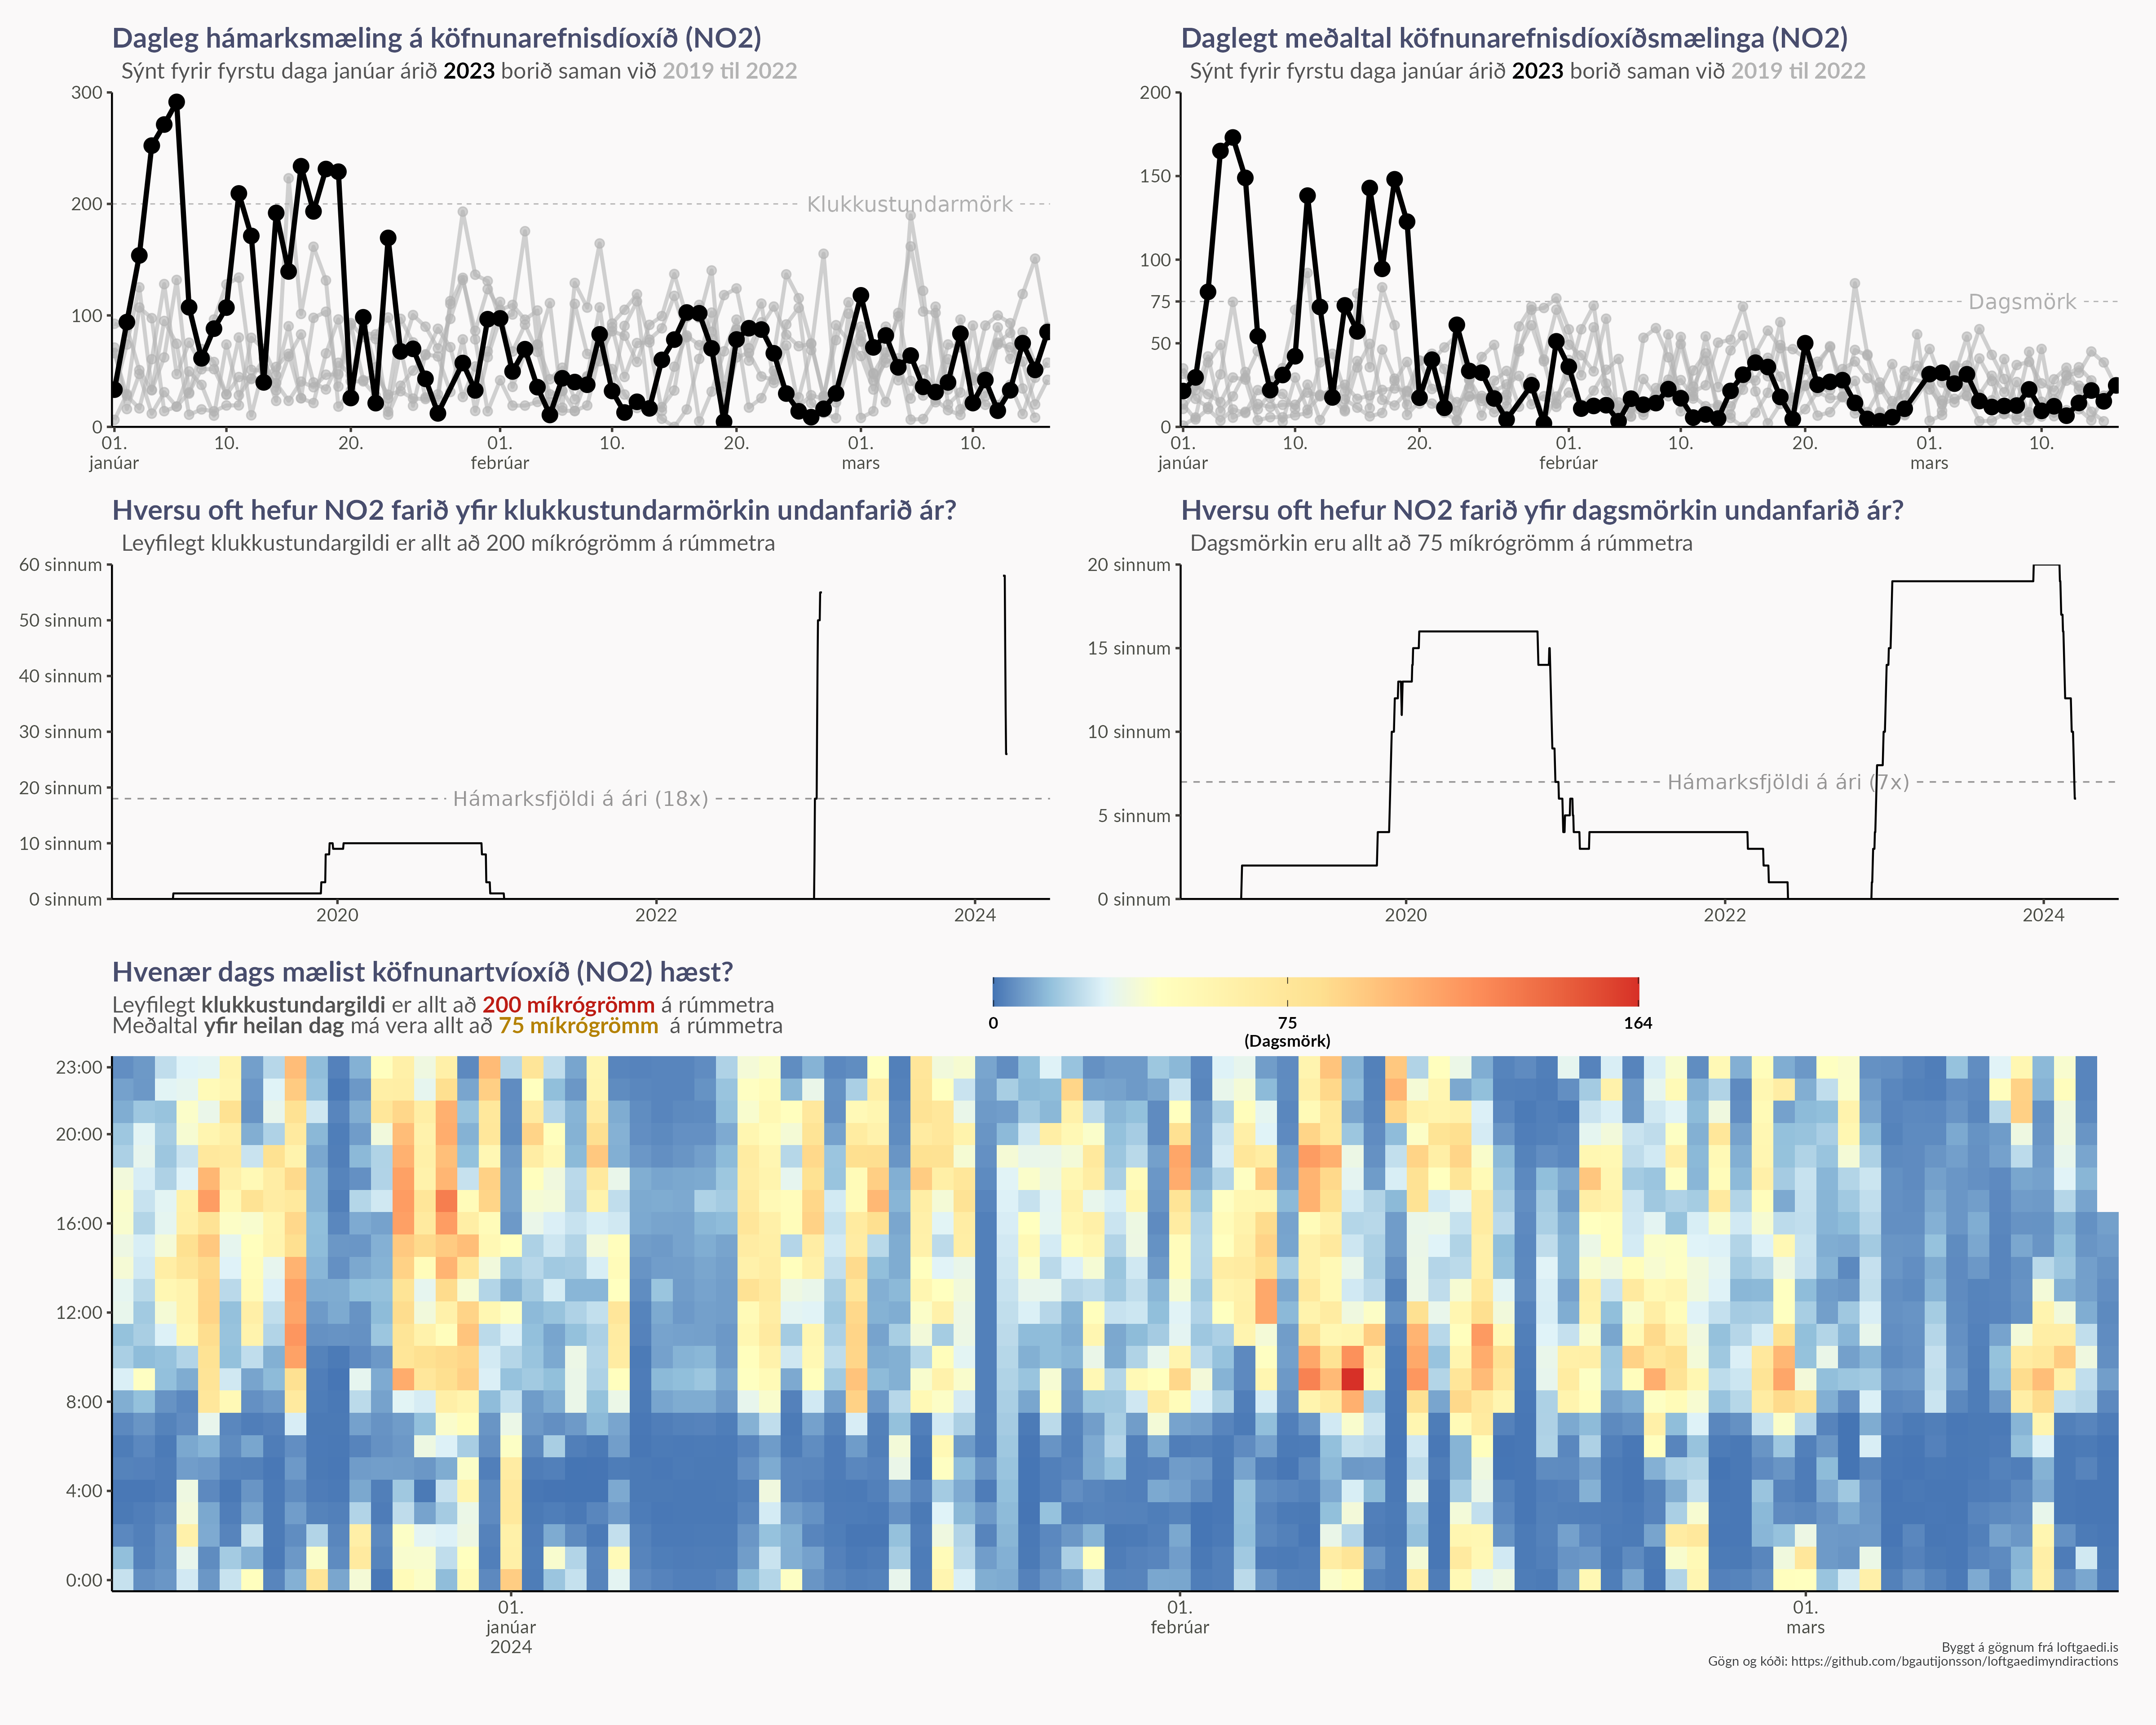 Dagleg hámarksmæling á köfnunarefnisdíoxíð (NO2)
Sýnt fyrir fyrstu daga janúar árið 2023 borið saman við 2019 til 2022
300
200
100
0
Klukkustundarmörk
01. 10. 20. 01. 10. 20. 01. 10.
janúar febrúar mars
Daglegt meðaltal köfnunarefnisdíoxíðsmælinga (NO2)
Sýnt fyrir fyrstu daga janúar árið 2023 borið saman við 2019 til 2022
200
150
100
75
50
0
Dagsmörk
01. 10. 20. 01. 10. 20. 01. 10.
janúar febrúar mars
Hversu oft hefur NO2 farið yfir klukkustundarmörkin undanfarið ár?
Leyfilegt klukkustundargildi er allt að 200 míkrógrömm á rúmmetra
60 sinnum
50 sinnum
40 sinnum
30 sinnum
20 sinnum
10 sinnum
0 sinnum
Hámarksfjöldi á ári (18x)
2020 2022 2024
Hversu oft hefur NO2 farið yfir dagsmörkin undanfarið ár?
Dagsmörkin eru allt að 75 míkrógrömm á rúmmetra
20 sinnum
15 sinnum
10 sinnum
5 sinnum
0 sinnum
Hámarksfjöldi á ári (7x)
2020 2022 2024
Hvenær dags mælist köfnunartvíoxíð (NO2) hæst?
Leyfilegt klukkustundargildi er allt að 200 míkrógrömm á rúmmetra
Meðaltal yfir heilan dag má vera allt að 75 míkrógrömm á rúmmetra
0 75 164
(Dagsmörk)
23:00
20:00
16:00
12:00
8:00
4:00
0:00
01. 01. 01.
janúar febrúar mars
2024
Byggt á gögnum frá loftgaedi.is
Gögn og kóði: https://github.com/bgautijonsson/loftgaedimyndiractions